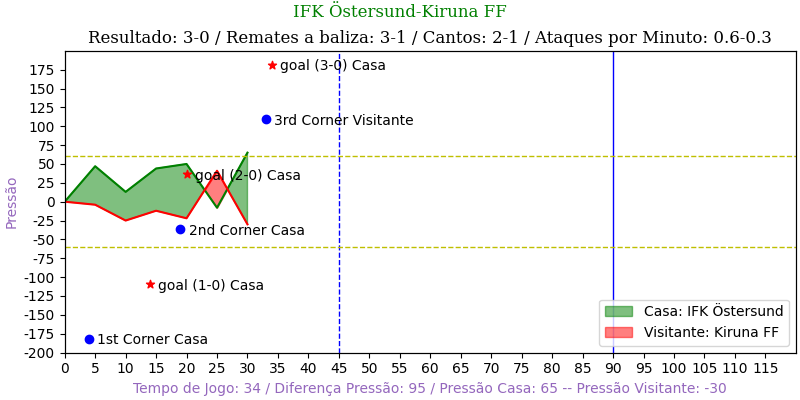 IFK Östersund-Kiruna FF
Resultado: 3-0 / Remates a baliza: 3-1 / Cantos: 2-1 / Ataques por Minuto: 0.6-0.3
175
150
125
100
75
50
25
0
-25
-50
-75
-100
-125
-150
-175
-200
Pressão
goal (3-0) Casa
3rd Corner Visitante
goal (2-0) Casa
2nd Corner Casa
goal (1-0) Casa
1st Corner Casa
Casa: IFK Östersund
Visitante: Kiruna FF
0 5 10 15 20 25 30 35 40 45 50 55 60 65 70 75 80 85 90 95 100 105 110 115
Tempo de Jogo: 34 / Diferença Pressão: 95 / Pressão Casa: 65 -- Pressão Visitante: -30